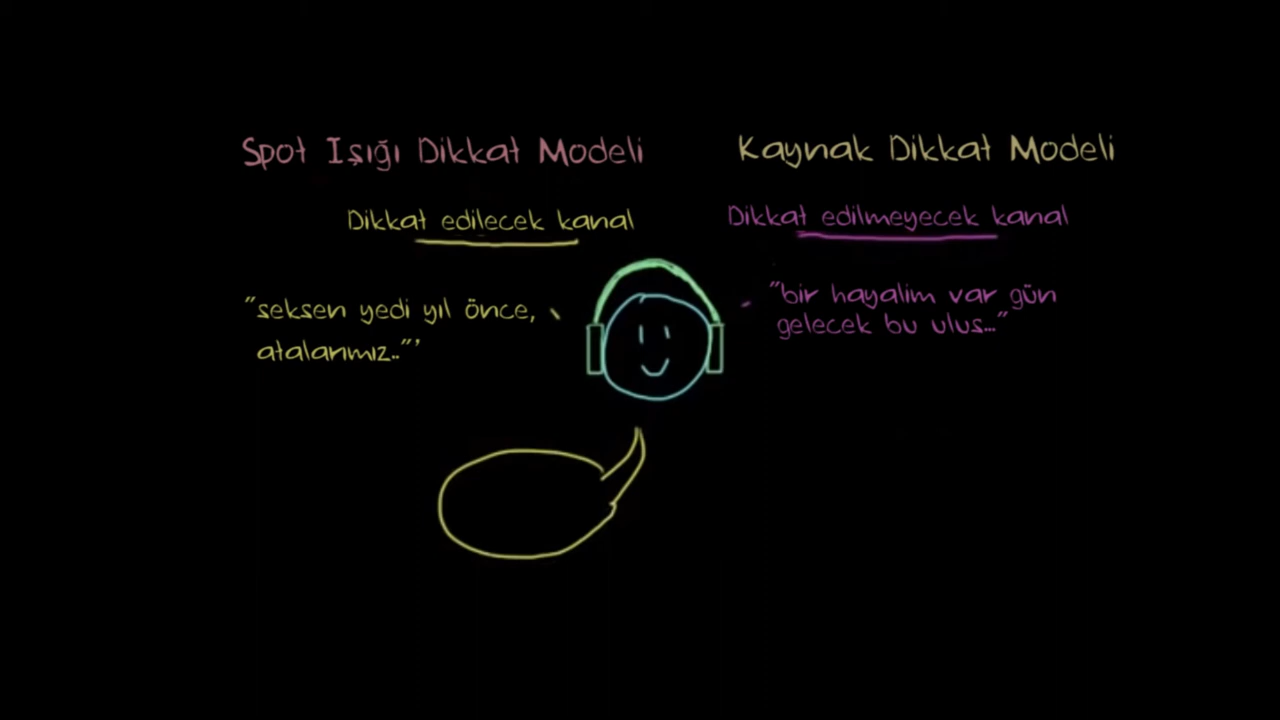 Spot Işığı Dikkat Modeli
Kaynak Dikkat Modeli
Dikkat edilecek kanal
Dikkat edilmeyecek kanal
"seksen yedi yıl önce,
atalarımız.."'
"bir hayalim var gün
gelecek bu ulus..."